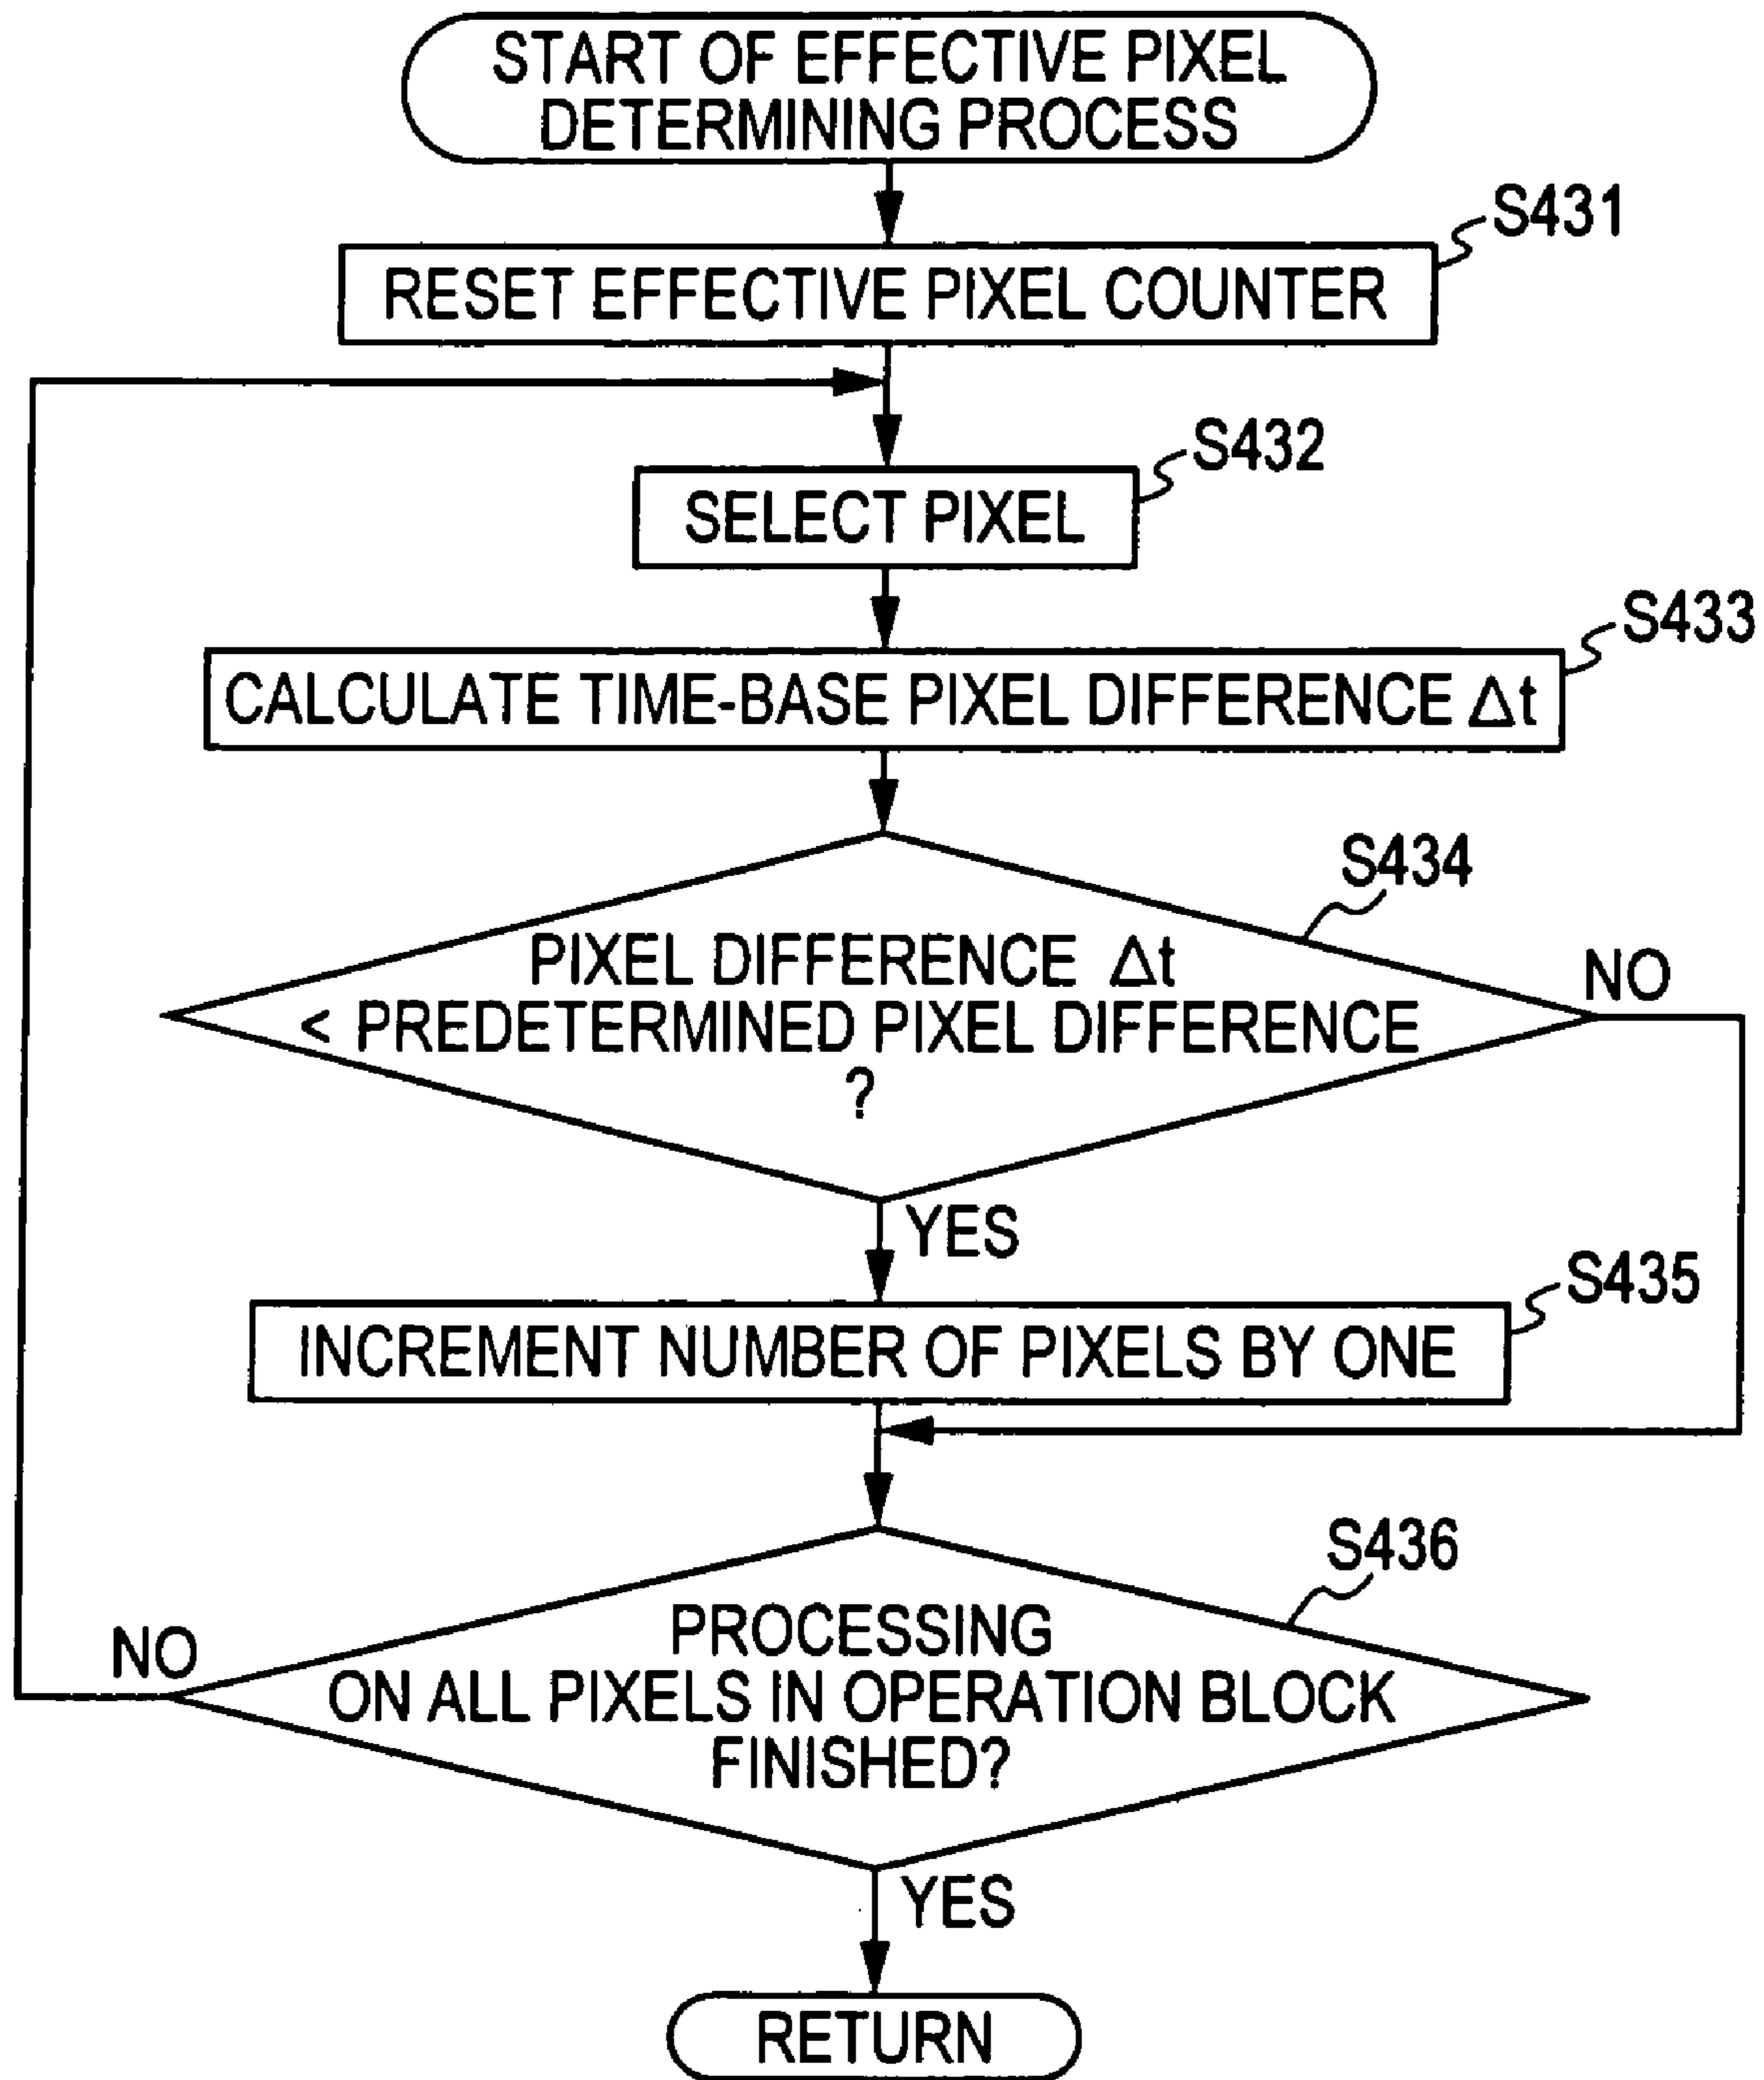 START OF EFFECTIVE PIXEL
DETERMINING PROCESS
S431
RESET EFFECTIVE PIXEL COUNTER
S432
SELECT PIXEL
S433
CALCULATE TIME-BASE PIXEL DIFFERENCE Δt
S434
PIXEL DIFFERENCE Δt
< PREDETERMINED PIXEL DIFFERENCE
?
NO
YES
S435
INCREMENT NUMBER OF PIXELS BY ONE
S436
PROCESSING
ON ALL PIXELS IN OPERATION BLOCK
FINISHED?
NO
YES
RETURN